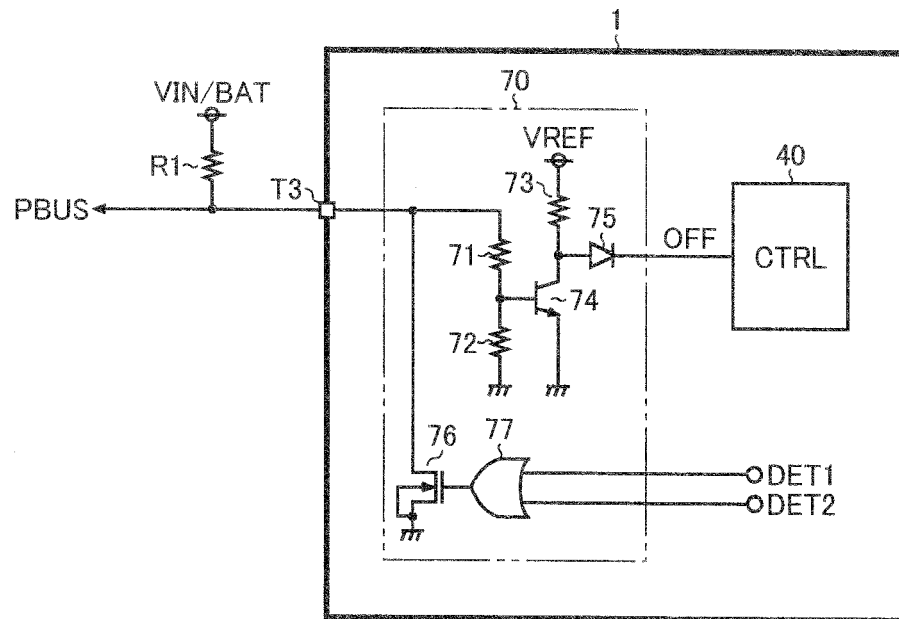 1
VIN/BAT
70
VREF
R1
T3
73
40
PBUS
75
OFF
CTRL
71
74
72
76
77
DET1
DET2